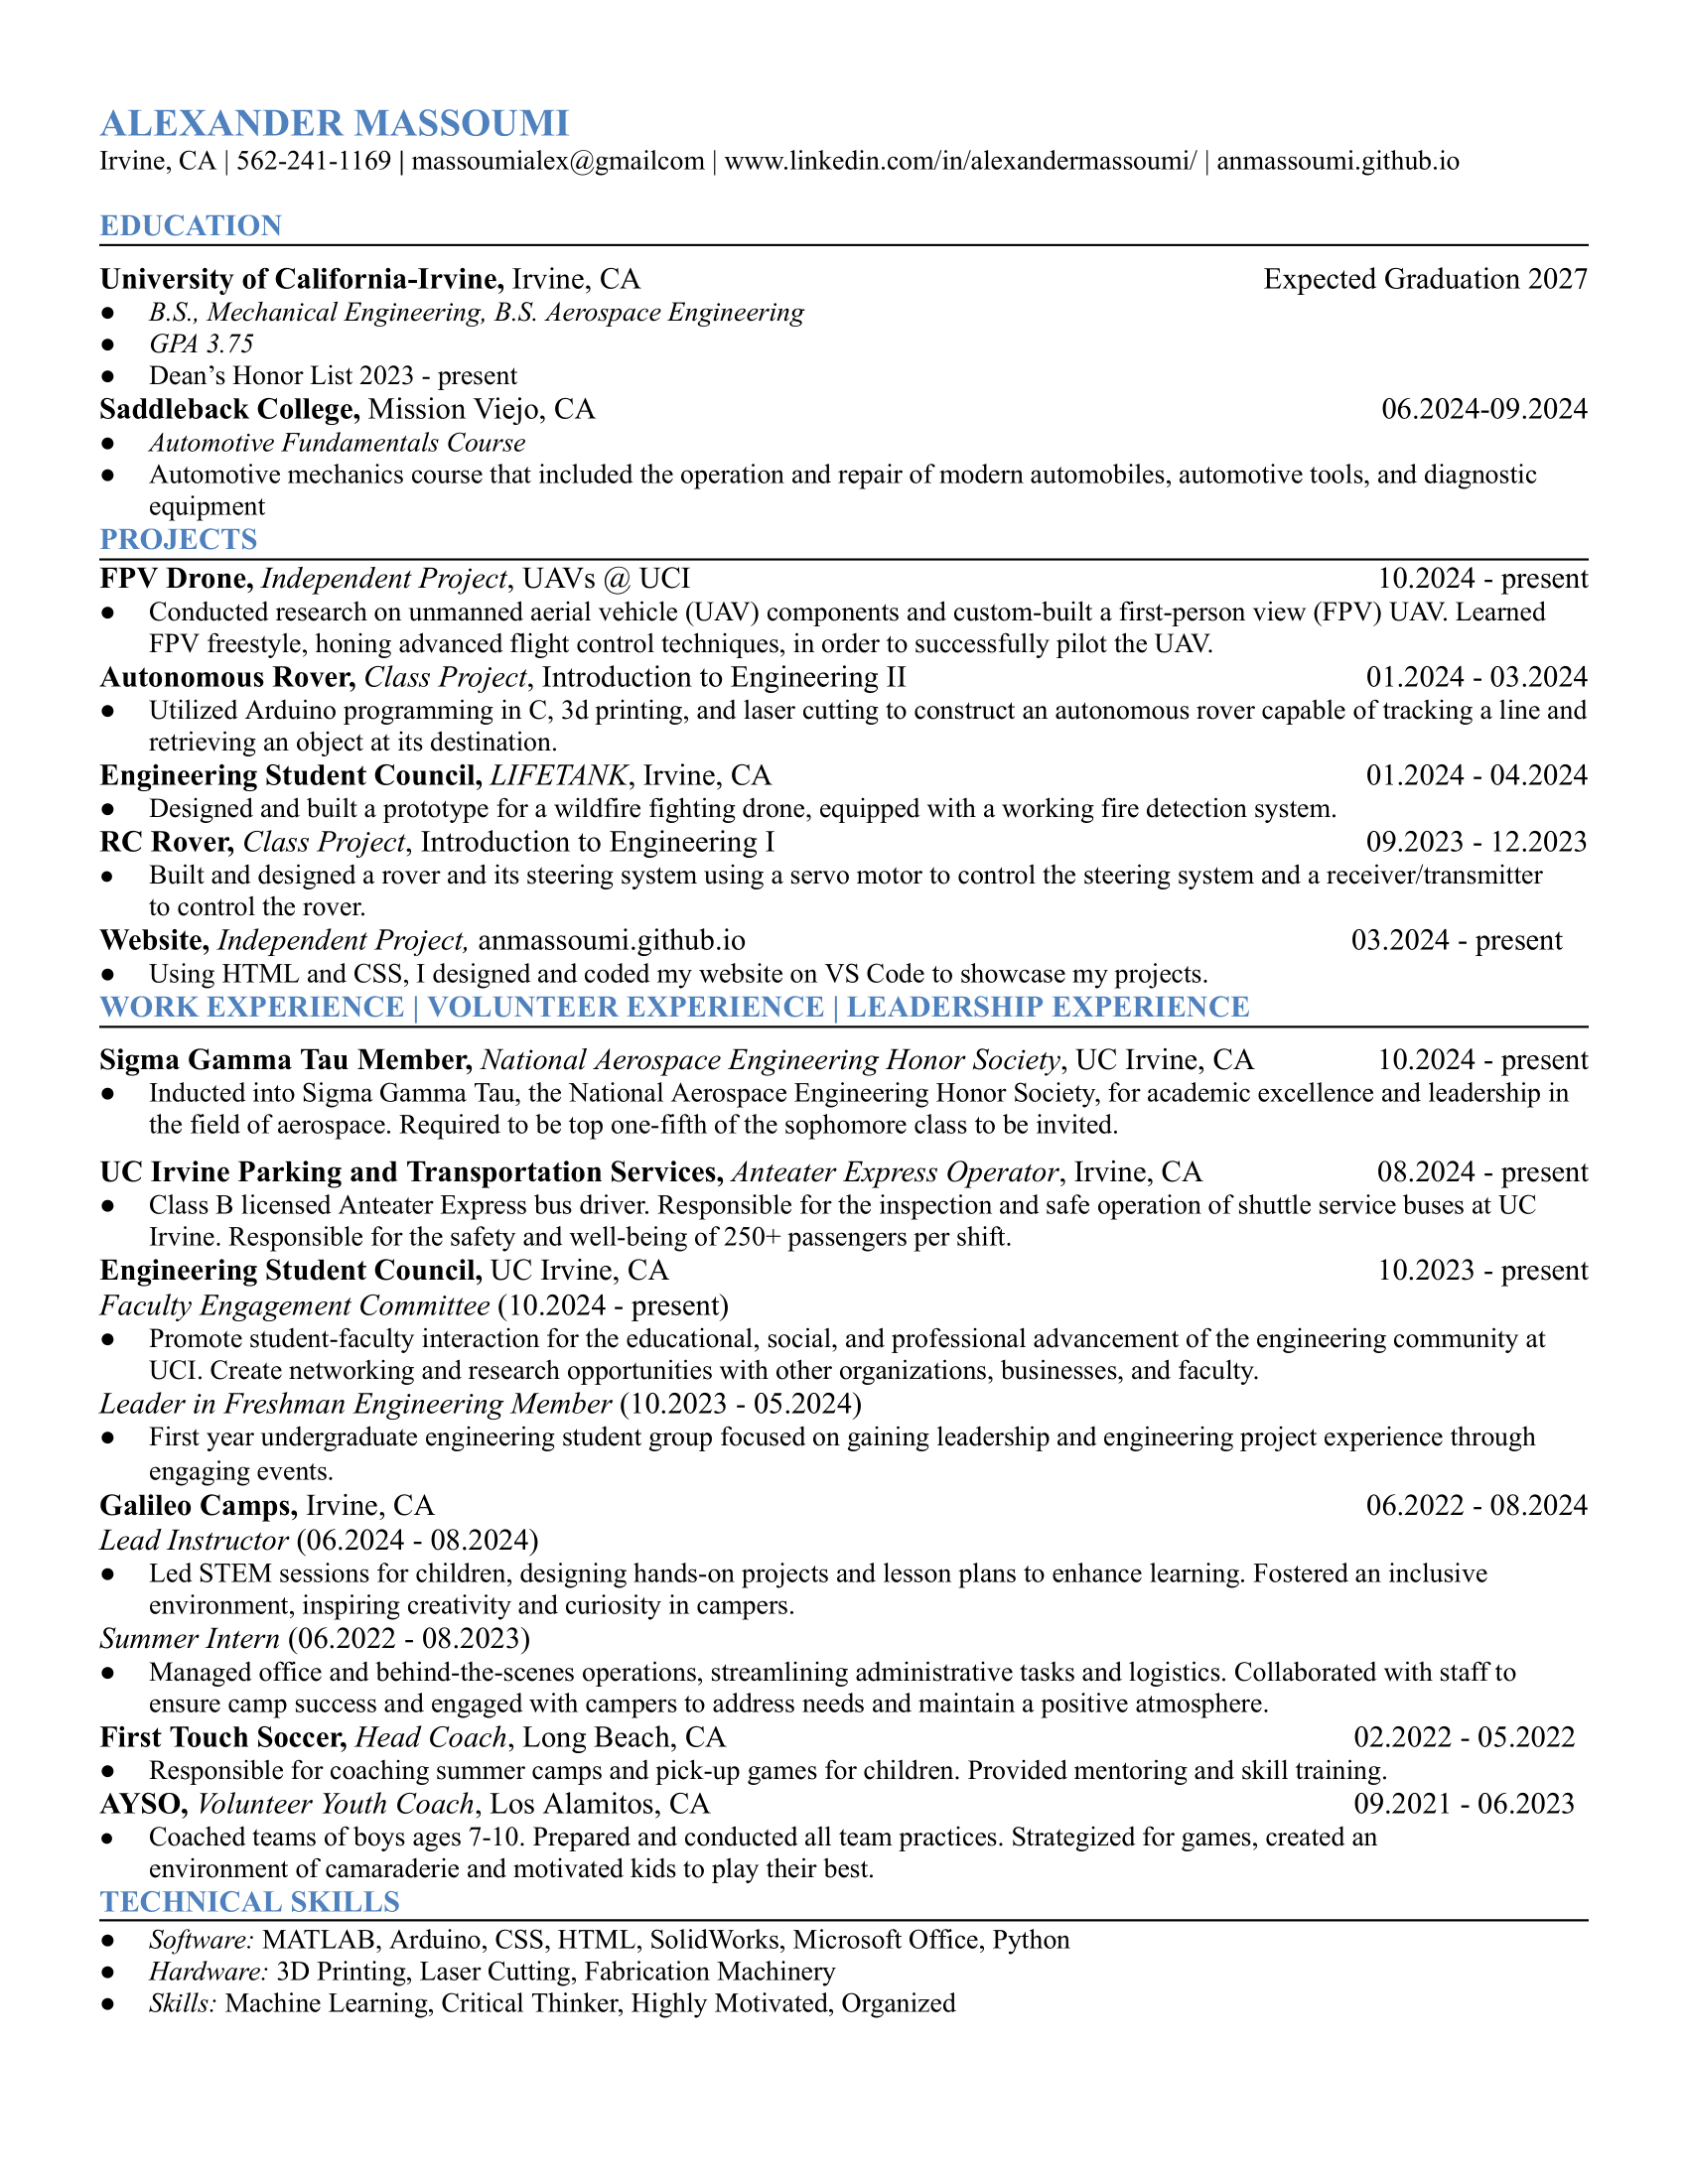 ALEXANDER MASSOUMI
Irvine, CA | 562-241-1169 | massoumialex@gmailcom | www.linkedin.com/in/alexandermassoumi/ | anmassoumi.github.io
EDUCATION
University of California-Irvine, Irvine, CA Expected Graduation 2027
● B.S., Mechanical Engineering, B.S. Aerospace Engineering
● GPA 3.75
● Dean’s Honor List 2023 - present
Saddleback College, Mission Viejo, CA 06.2024-09.2024
● Automotive Fundamentals Course
● Automotive mechanics course that included the operation and repair of modern automobiles, automotive tools, and diagnostic
equipment
PROJECTS
FPV Drone, Independent Project, UAVs @ UCI 10.2024 - present
● Conducted research on unmanned aerial vehicle (UAV) components and custom-built a first-person view (FPV) UAV. Learned
FPV freestyle, honing advanced flight control techniques, in order to successfully pilot the UAV.
Autonomous Rover, Class Project, Introduction to Engineering II 01.2024 - 03.2024
● Utilized Arduino programming in C, 3d printing, and laser cutting to construct an autonomous rover capable of tracking a line and
retrieving an object at its destination.
Engineering Student Council, LIFETANK, Irvine, CA 01.2024 - 04.2024
● Designed and built a prototype for a wildfire fighting drone, equipped with a working fire detection system.
RC Rover, Class Project, Introduction to Engineering I 09.2023 - 12.2023
● Built and designed a rover and its steering system using a servo motor to control the steering system and a receiver/transmitter
to control the rover.
Website, Independent Project, anmassoumi.github.io 03.2024 - present
● Using HTML and CSS, I designed and coded my website on VS Code to showcase my projects.
WORK EXPERIENCE | VOLUNTEER EXPERIENCE | LEADERSHIP EXPERIENCE
Sigma Gamma Tau Member, National Aerospace Engineering Honor Society, UC Irvine, CA 10.2024 - present
● Inducted into Sigma Gamma Tau, the National Aerospace Engineering Honor Society, for academic excellence and leadership in
the field of aerospace. Required to be top one-fifth of the sophomore class to be invited.
UC Irvine Parking and Transportation Services, Anteater Express Operator, Irvine, CA 08.2024 - present
● Class B licensed Anteater Express bus driver. Responsible for the inspection and safe operation of shuttle service buses at UC
Irvine. Responsible for the safety and well-being of 250+ passengers per shift.
Engineering Student Council, UC Irvine, CA 10.2023 - present
Faculty Engagement Committee (10.2024 - present)
● Promote student-faculty interaction for the educational, social, and professional advancement of the engineering community at
UCI. Create networking and research opportunities with other organizations, businesses, and faculty.
Leader in Freshman Engineering Member (10.2023 - 05.2024)
● First year undergraduate engineering student group focused on gaining leadership and engineering project experience through
engaging events.
Galileo Camps, Irvine, CA 06.2022 - 08.2024
Lead Instructor (06.2024 - 08.2024)
● Led STEM sessions for children, designing hands-on projects and lesson plans to enhance learning. Fostered an inclusive
environment, inspiring creativity and curiosity in campers.
Summer Intern (06.2022 - 08.2023)
● Managed office and behind-the-scenes operations, streamlining administrative tasks and logistics. Collaborated with staff to
ensure camp success and engaged with campers to address needs and maintain a positive atmosphere.
First Touch Soccer, Head Coach, Long Beach, CA 02.2022 - 05.2022
● Responsible for coaching summer camps and pick-up games for children. Provided mentoring and skill training.
AYSO, Volunteer Youth Coach, Los Alamitos, CA 09.2021 - 06.2023
● Coached teams of boys ages 7-10. Prepared and conducted all team practices. Strategized for games, created an
environment of camaraderie and motivated kids to play their best.
TECHNICAL SKILLS
● Software: MATLAB, Arduino, CSS, HTML, SolidWorks, Microsoft Office, Python
● Hardware: 3D Printing, Laser Cutting, Fabrication Machinery
● Skills: Machine Learning, Critical Thinker, Highly Motivated, Organized